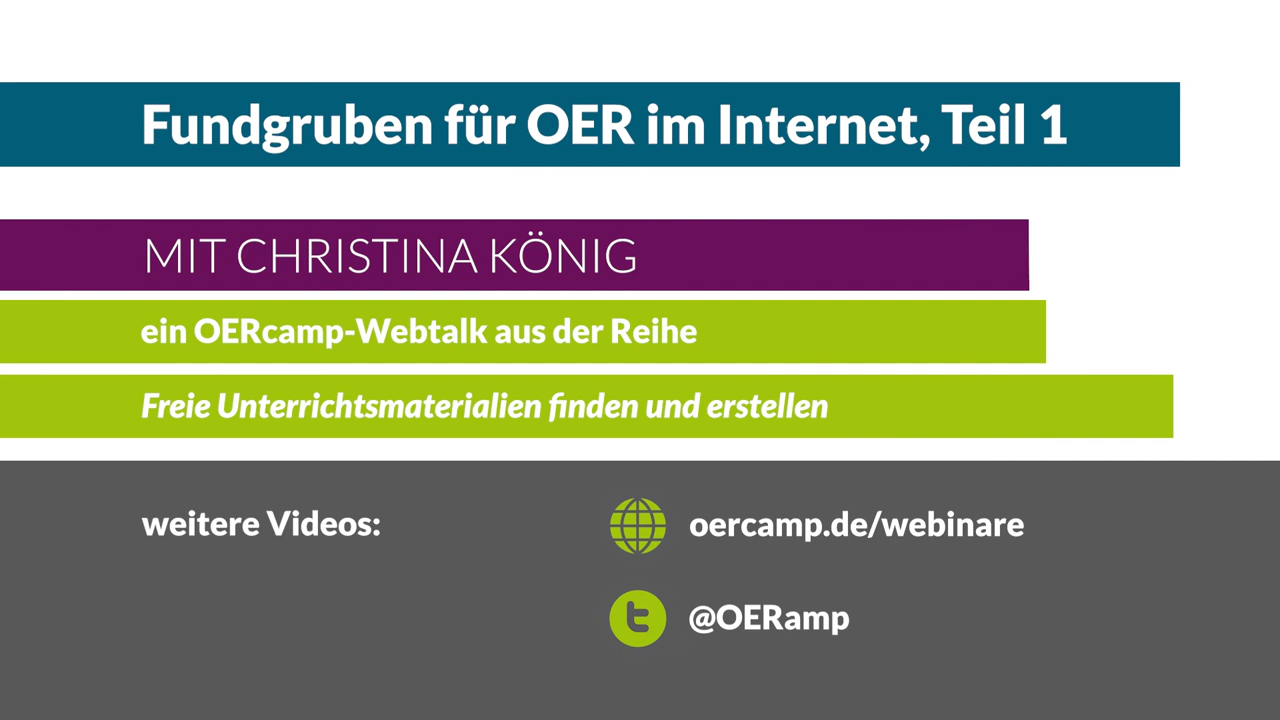 Fundgruben für OER im Internet, Teil 1
MIT CHRISTINA KÖNIG
ein OERcamp-Webtalk aus der Reihe
Freie Unterrichtsmaterialien finden und erstellen
weitere Videos:
oercamp.de/webinare
@OERamp